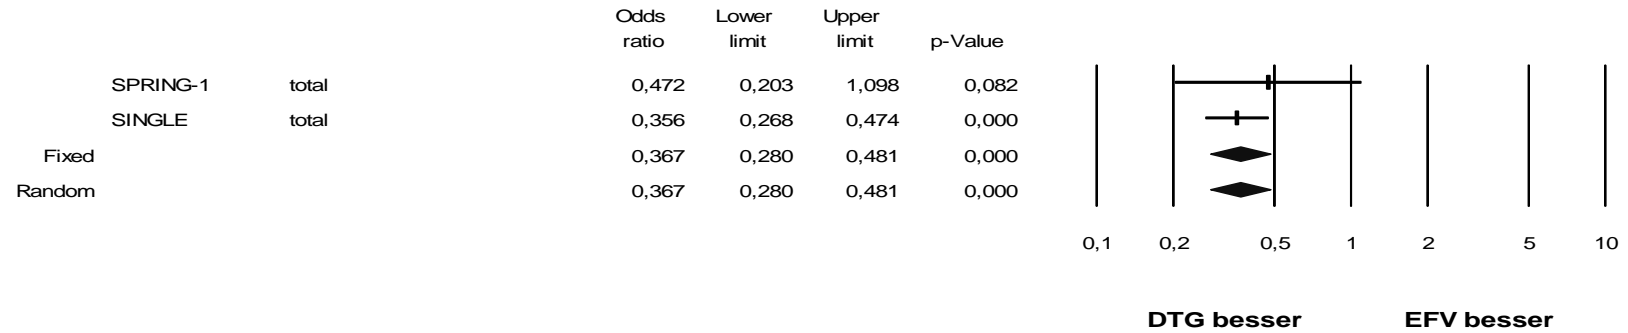 Odds Lower Upper
ratio limit limit p-Value
SPRING-1 total 0,472 0,203 1,098 0,082
SINGLE total 0,356 0,268 0,474 0,000
Fixed 0,367 0,280 0,481 0,000
Random 0,367 0,280 0,481 0,000
0,1 0,2 0,5 1 2 5 10
DTG besser EFV besser